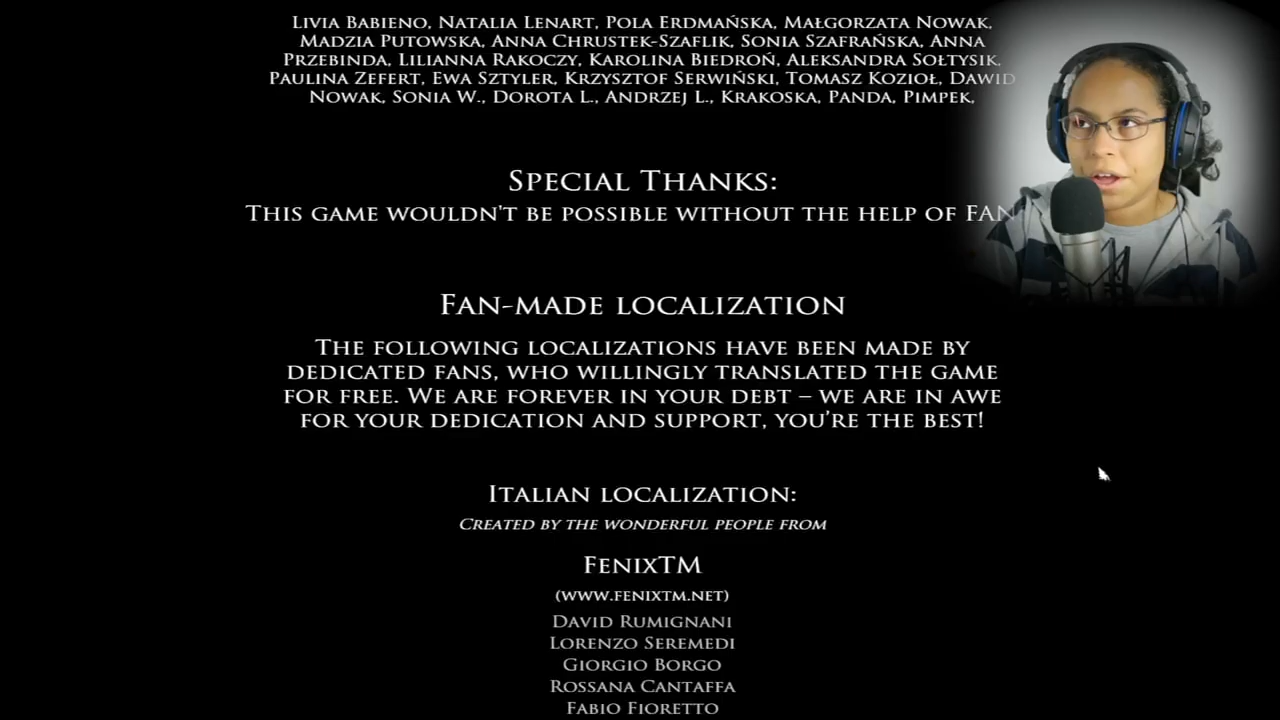 Livia Babieno, Natalia Lenart, Pola Erdmańska, Małgorzata Nowak,
Madzia Putowska, Anna Chrustek-Szaflik, Sonia Szafrańska, Anna
Przebinda, Lilianna Rakoczy, Karolina Biedroń, Aleksandra Sołtysik,
Paulina Zefert, Ewa Sztyler, Krzysztof Serwiński, Tomasz Kozioł, Dawid
Nowak, Sonia W., Dorota L., Andrzej L., Krakoska, Panda, Pimpek,
Special Thanks:
This game wouldn't be possible without the help of FAN
Fan-made localization
The following localizations have been made by
dedicated fans, who willingly translated the game
for free. We are forever in your debt – we are in awe
for your dedication and support, you're the best!
Italian localization:
Created by the wonderful people from
FenixTM
(www.fenixtm.net)
David Rumignani
Lorenzo Seremedi
Giorgio Borgo
Rossana Cantaffa
Fabio Fioretto